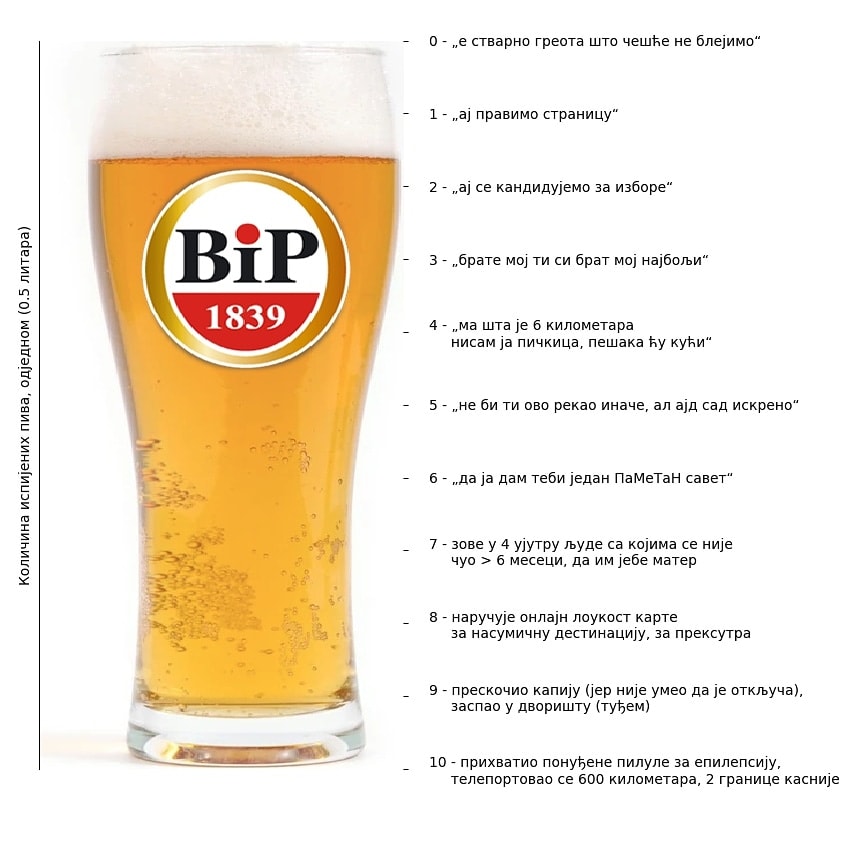 Количина испијених пива, одједном (0.5 литара)
BiP
1839
0 - „е стварно греота што чешће не блејимо“
1 - „ај правимо страницу“
2 - „ај се кандидујемо за изборе“
3 - „брате мој ти си брат мој најбољи“
4 - „ма шта је 6 километара
нисам ја пичкица, пешака ћу кући“
5 - „не би ти ово рекао иначе, ал ајд сад искрено“
6 - „да ја дам теби један ПаМеТаН савет“
7 - зове у 4 ујутру људе са којима се није
чуо > 6 месеци, да им јебе матер
8 - наручује онлајн лоукост карте
за насумичну дестинацију, за прексутра
9 - прескочио капију (јер није умео да је откључа),
заспао у дворишту (туђем)
10 - прихватио понуђене пилуле за епилепсију,
телепортовао се 600 километара, 2 границе касније